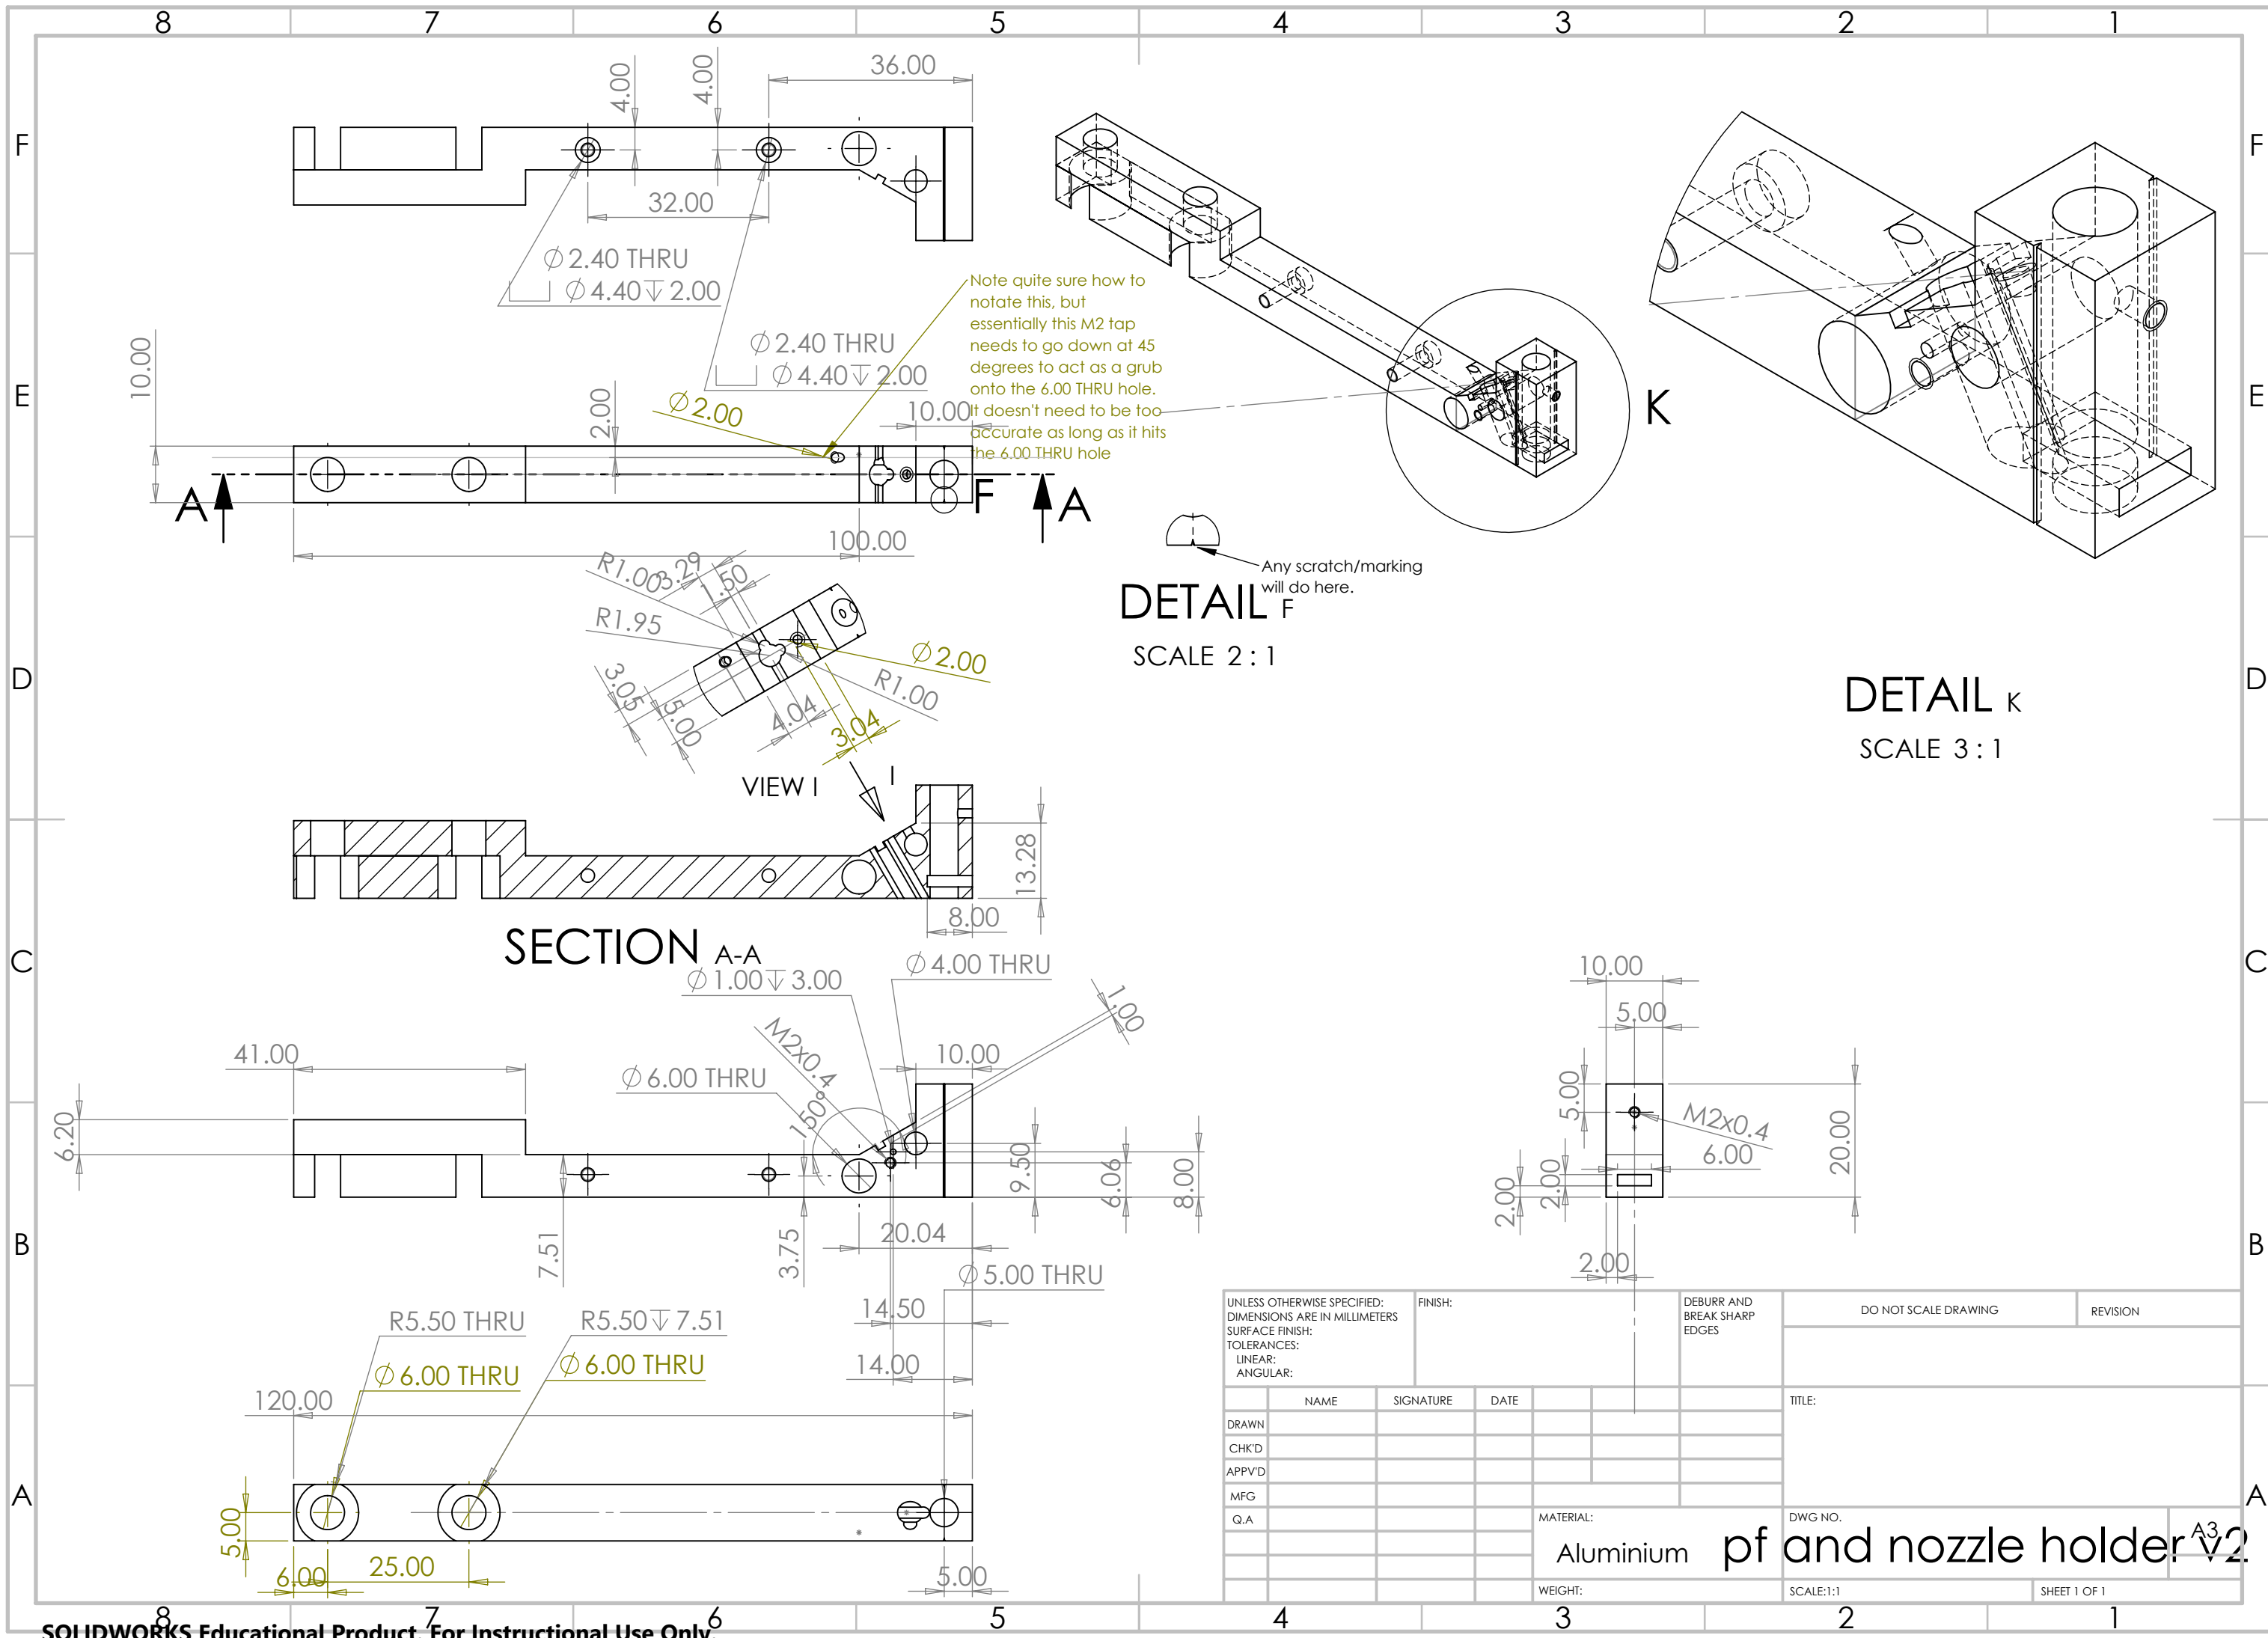 8 7 6 5 4 3 2 1
F
E
D
C
B
A
F
E
D
C
B
A
4.00
4.00
36.00
32.00
∅2.40 THRU
⌴ ∅4.40↧2.00
∅2.40 THRU
⌴ ∅4.40↧2.00
Note quite sure how to
notate this, but
essentially this M2 tap
needs to go down at 45
degrees to act as a grub
onto the 6.00 THRU hole.
It doesn't need to be too
accurate as long as it hits
the 6.00 THRU hole
10.00
2.00
∅2.00
10.00
A
F
A
100.00
K
R1.00
3.29
1.50
R1.95
∅2.00
R1.00
3.05
5.00
4.04
3.04
VIEW I
I
Any scratch/marking
will do here.
DETAIL F
SCALE 2 : 1
DETAIL K
SCALE 3 : 1
13.28
8.00
SECTION A-A
∅1.00↧3.00
∅4.00 THRU
1.00
M2x0.4
41.00
10.00
∅6.00 THRU
150°
6.20
9.50
6.06
8.00
7.51
3.75
20.04
∅5.00 THRU
14.50
14.00
10.00
5.00
5.00
M2x0.4
6.00
20.00
2.00
2.00
2.00
R5.50 THRU
R5.50↧7.51
∅6.00 THRU
∅6.00 THRU
120.00
5.00
6.00
25.00
5.00
UNLESS OTHERWISE SPECIFIED:
DIMENSIONS ARE IN MILLIMETERS
SURFACE FINISH:
TOLERANCES:
LINEAR:
ANGULAR:
FINISH:
DEBURR AND
BREAK SHARP
EDGES
DO NOT SCALE DRAWING
REVISION
NAME SIGNATURE DATE
TITLE:
DRAWN
CHK'D
APPV'D
MFG
Q.A
MATERIAL:
Aluminium
DWG NO.
pf and nozzle holder v2
A3
WEIGHT:
SCALE:1:1
SHEET 1 OF 1
8 7 6 5 4 3 2 1
SOLIDWORKS Educational Product. For Instructional Use Only.